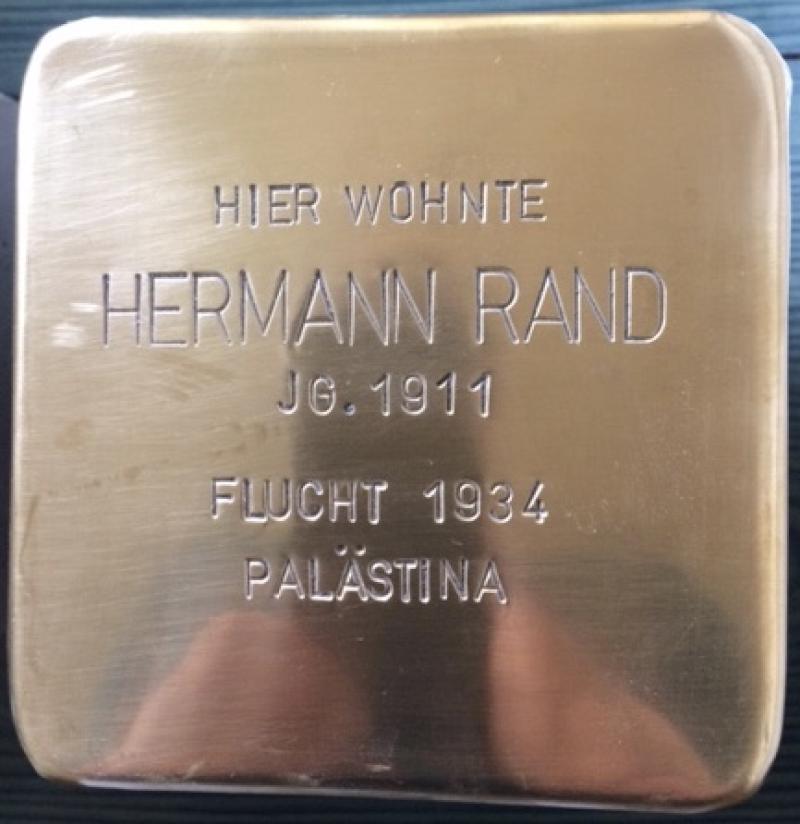 HIER WOHNTE
HERMANN RAND
JG. 1911
FLUCHT 1934
PALÄSTINA